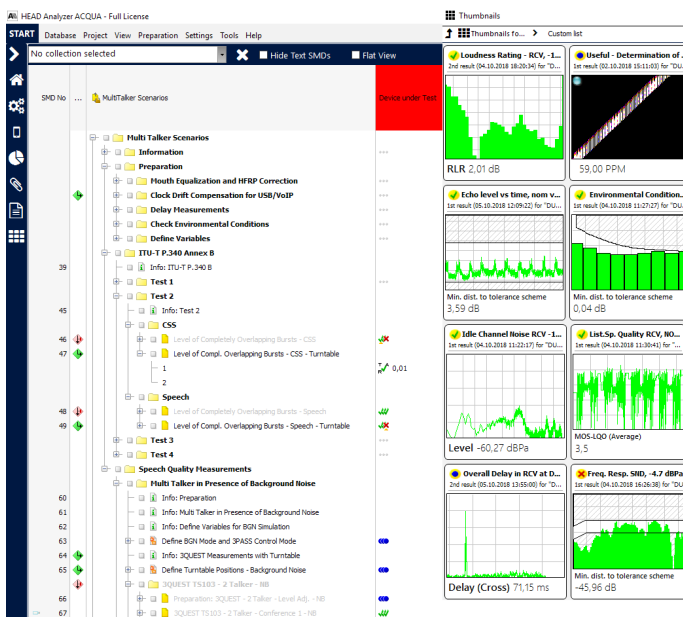 HEAD Analyzer ACQUA - Full License
START Database Project View Preparation Settings Tools Help
No collection selected
Hide Text SMDs
Flat View
SMD No ... MultiTalker Scenarios
Device under Test
Multi Talker Scenarios
Information
Preparation
Mouth Equalization and HFRP Correction
Clock Drift Compensation for USB/VoIP
Delay Measurements
Check Environmental Conditions
Define Variables
ITU-T P.340 Annex B
39 Info: ITU-T P.340 B
Test 1
Test 2
45 Info: Test 2
CSS
46 Level of Completely Overlapping Bursts - CSS
47 Level of Compl. Overlapping Bursts - CSS - Turntable
1 0,01
2
Speech
48 Level of Completely Overlapping Bursts - Speech
49 Level of Compl. Overlapping Bursts - Speech - Turntable
Test 3
Test 4
Speech Quality Measurements
Multi Talker in Presence of Background Noise
60 Info: Preparation
61 Info: Multi Talker in Presence of Background Noise
62 Info: Define Variables for BGN Simulation
63 Define BGN Mode and 3PASS Control Mode
64 Info: 3QUEST Measurements with Turntable
65 Define Turntable Positions - Background Noise
3QUEST TS103 - 2 Talker - NB
66 Preparation: 3QUEST - 2 Talker - Level Adj. - NB
67 3QUEST TS103 - 2 Talker - Conference 1 - NB
Thumbnails
Thumbnails fo... > Custom list
Loudness Rating - RCV, -1...
2nd result (04.10.2018 18:20:34) for "D...
RLR 2,01 dB
Useful - Determination of .
1st result (02.10.2018 15:11:03) for "DU.
59,00 PPM
Echo level vs time, nom v...
1st result (05.10.2018 12:09:22) for "DU...
Min. dist. to tolerance scheme
3,59 dB
Environmental Condition..
1st result (04.10.2018 11:27:27) for "DU.
Min. dist. to tolerance scheme
0,04 dB
Idle Channel Noise RCV -1...
1st result (04.10.2018 11:22:17) for "DU...
Level -60,27 dBPa
List.Sp. Quality RCV, NO...
1st result (04.10.2018 11:30:41) for "...
MOS-LQO (Average)
3,5
Overall Delay in RCV at D...
2nd result (05.10.2018 13:55:00) for "D...
Delay (Cross) 71,15 ms
Freq. Resp. SND, -4.7 dBPa
1st result (04.10.2018 16:26:38) for "DU.
Min. dist. to tolerance scheme
-45,96 dB